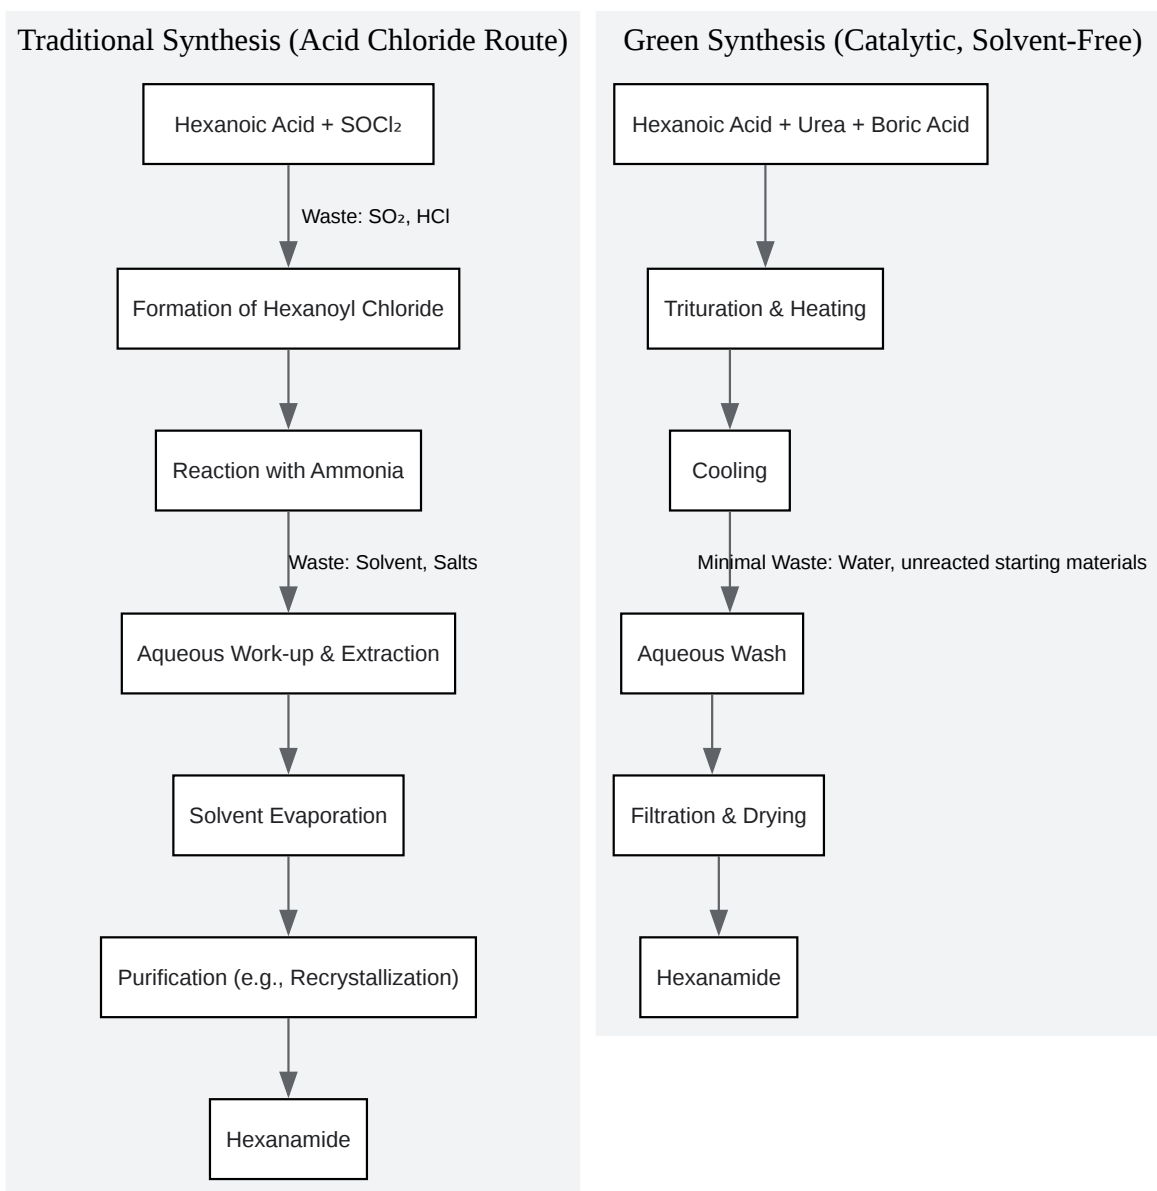 Traditional Synthesis (Acid Chloride Route)
Hexanoic Acid + SOCl₂
Waste: SO₂, HCl
Formation of Hexanoyl Chloride
Reaction with Ammonia
Waste: Solvent, Salts
Aqueous Work-up & Extraction
Solvent Evaporation
Purification (e.g., Recrystallization)
Hexanamide
Green Synthesis (Catalytic, Solvent-Free)
Hexanoic Acid + Urea + Boric Acid
Trituration & Heating
Cooling
Minimal Waste: Water, unreacted starting materials
Aqueous Wash
Filtration & Drying
Hexanamide